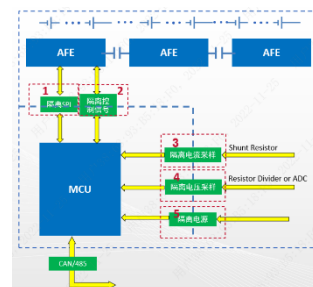 AFE
AFE
AFE
1
2
隔离SPI
隔离控
制信号
3
Shunt Resistor
隔离电流采样
4
Resistor Divider or ADC
隔离电压采样
MCU
5
隔离电源
CAN/485